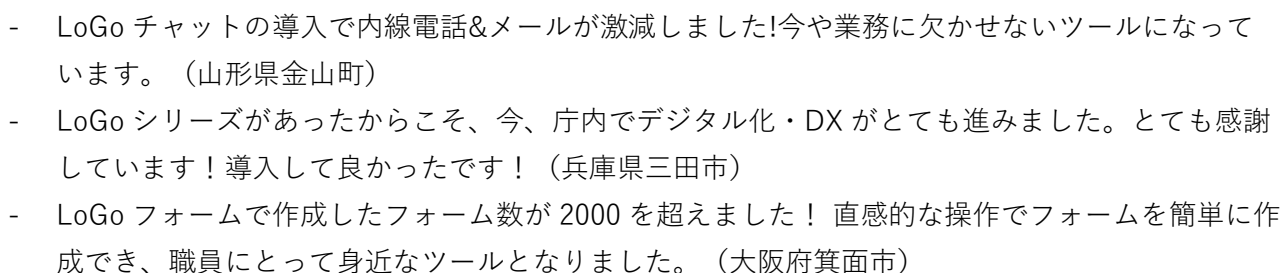 - LoGo チャットの導入で内線電話&メールが激減しました!今や業務に欠かせないツールになって
います。（山形県金山町）
- LoGo シリーズがあったからこそ、今、庁内でデジタル化・DX がとても進みました。とても感謝
しています！導入して良かったです！（兵庫県三田市）
- LoGo フォームで作成したフォーム数が 2000 を超えました！ 直感的な操作でフォームを簡単に作
成でき、職員にとって身近なツールとなりました。（大阪府箕面市）